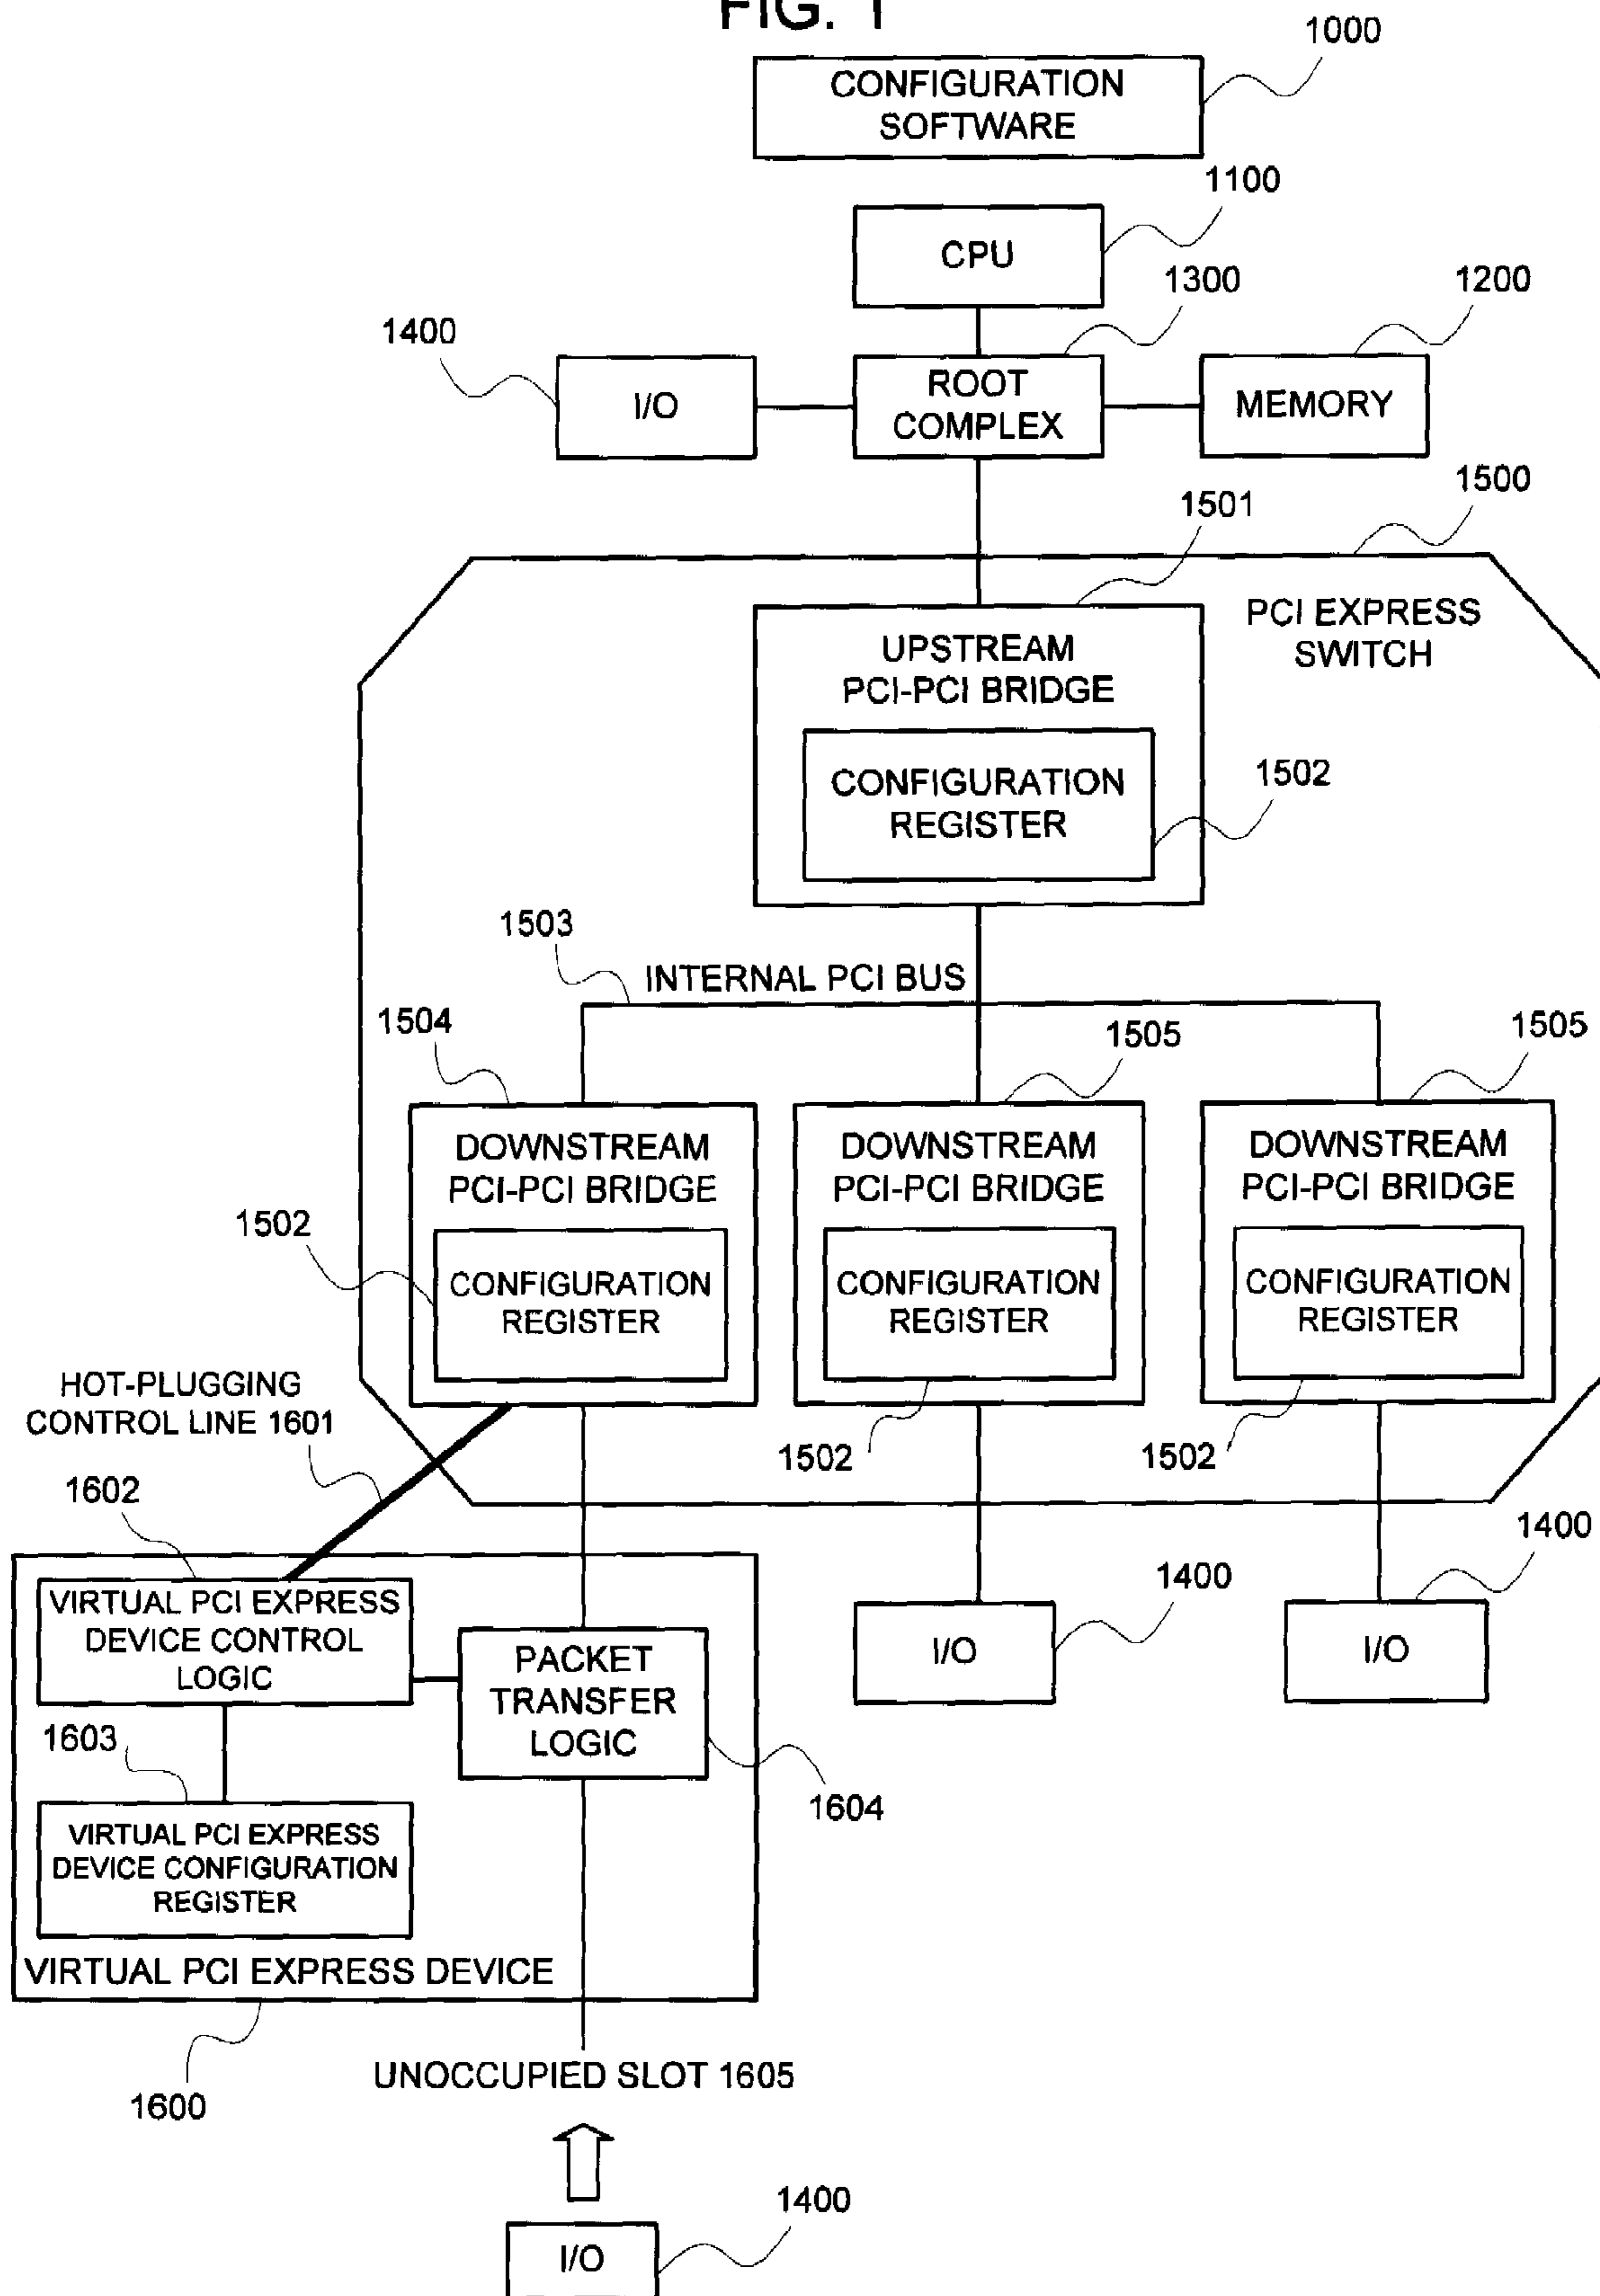 FIG. 1
1000
CONFIGURATION
SOFTWARE
1100
CPU
1300
1200
1400
I/O
ROOT
COMPLEX
MEMORY
1500
1501
PCI EXPRESS
SWITCH
UPSTREAM
PCI-PCI BRIDGE
CONFIGURATION
REGISTER
1502
1503
INTERNAL PCI BUS
1504
1505
1505
DOWNSTREAM
PCI-PCI BRIDGE
DOWNSTREAM
PCI-PCI BRIDGE
DOWNSTREAM
PCI-PCI BRIDGE
1502
CONFIGURATION
REGISTER
CONFIGURATION
REGISTER
CONFIGURATION
REGISTER
HOT-PLUGGING
CONTROL LINE 1601
1502
1502
1602
1400
1400
VIRTUAL PCI EXPRESS
DEVICE CONTROL
LOGIC
PACKET
TRANSFER
LOGIC
I/O
I/O
1603
1604
VIRTUAL PCI EXPRESS
DEVICE CONFIGURATION
REGISTER
VIRTUAL PCI EXPRESS DEVICE
UNOCCUPIED SLOT 1605
1600
1400
I/O